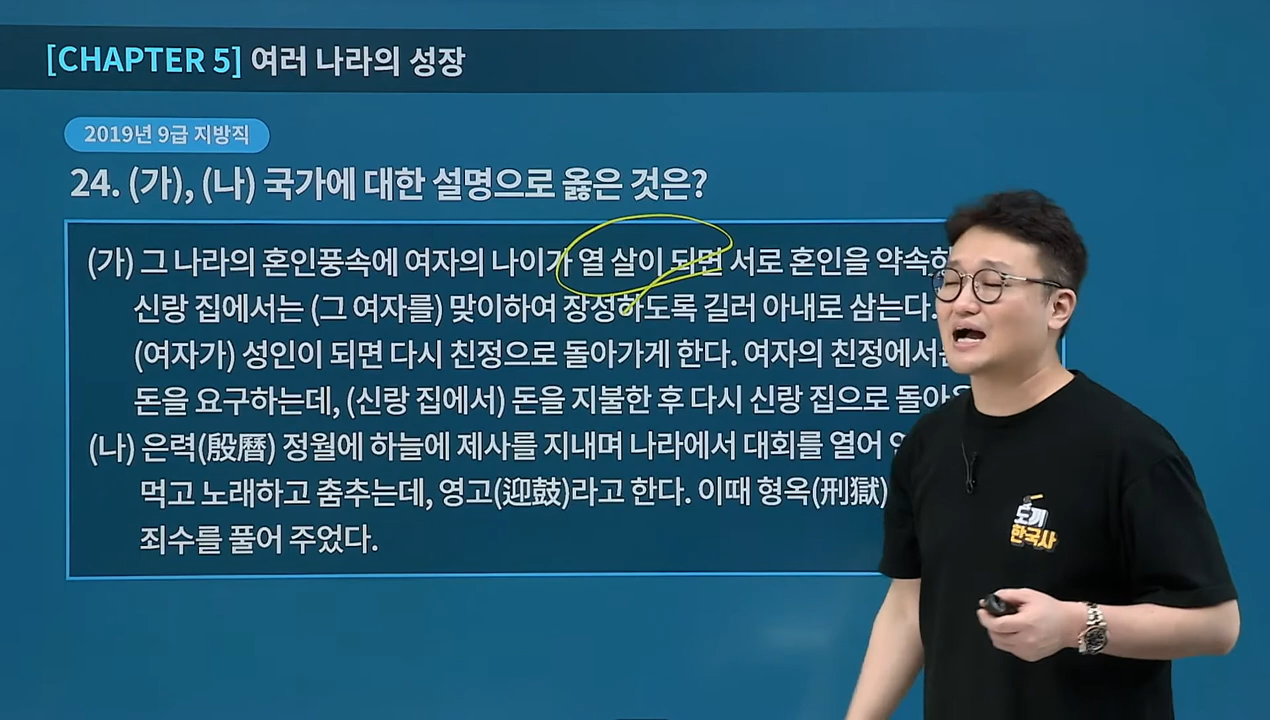 [CHAPTER 5] 여러 나라의 성장
2019년 9급 지방직
24. (가), (나) 국가에 대한 설명으로 옳은 것은?
(가) 그 나라의 혼인풍속에 여자의 나이가 열 살이 되면 서로 혼인을
신랑 집에서는 (그 여자를) 맞이하여 장성하도록 길러 아내로 삼는다.
(여자가) 성인이 되면 다시 친정으로 돌아가게 한다. 여자의
돈을 요구하는데, (신랑 집에서) 돈을 지불한 후 다시 신랑 집으로
(나) 은력(殷曆) 정월에 하늘에 제사를 지내며 나라에서 대회를 열어
먹고 노래하고 춤추는데, 영고(迎鼓)라고 한다. 이때 형옥(刑獄)
죄수를 풀어 주었다.
도끼
한국사